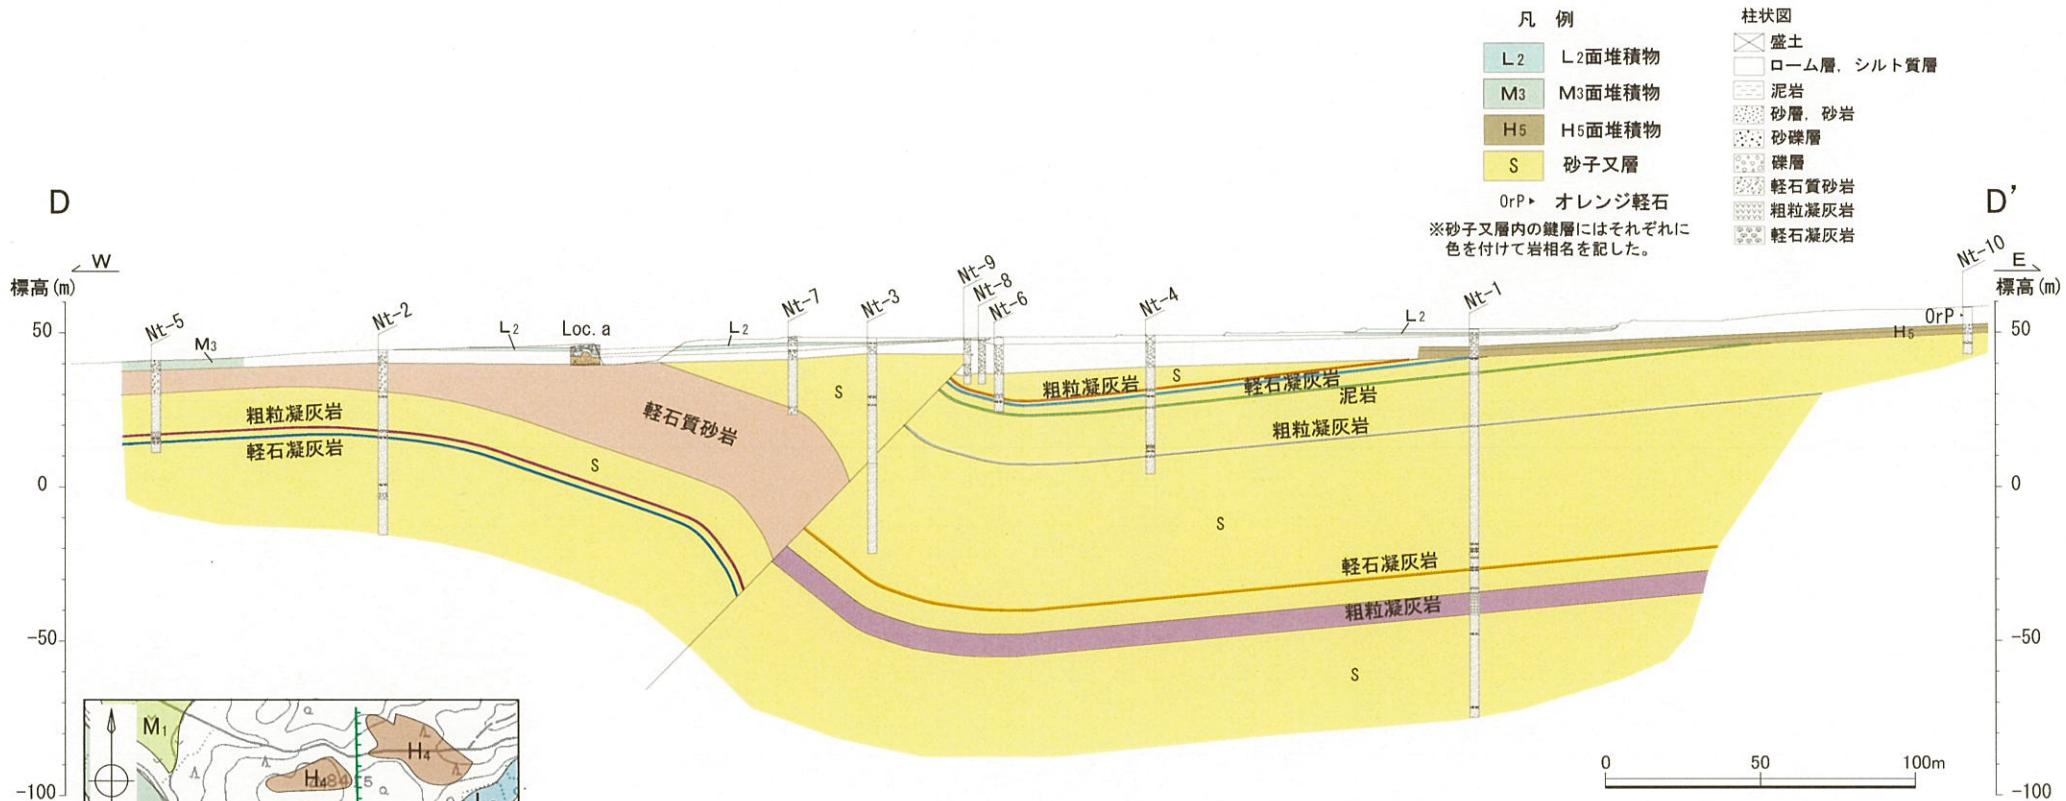 凡 例
L2 L2面堆積物
M3 M3面堆積物
H5 H5面堆積物
S 砂子又層
OrP オレンジ軽石
※砂子又層内の鍵層にはそれぞれに
色を付けて岩相名を記した。
柱状図
盛土
ローム層，シルト質層
泥岩
砂層，砂岩
砂礫層
礫層
軽石質砂岩
粗粒凝灰岩
軽石凝灰岩
D
D'
W
E
標高(m)
標高(m)
Nt-5
Nt-2
Nt-7
Nt-3
Nt-9
Nt-8
Nt-6
Nt-4
Nt-1
Nt-10
M3
L2
Loc. a
L2
L2
OrP
H5
50
0
-50
-100
50
0
-50
-100
粗粒凝灰岩
軽石凝灰岩
S
軽石質砂岩
S
S
粗粒凝灰岩
軽石凝灰岩
泥岩
粗粒凝灰岩
S
軽石凝灰岩
粗粒凝灰岩
S
0 50 100m
M1
H4
H4